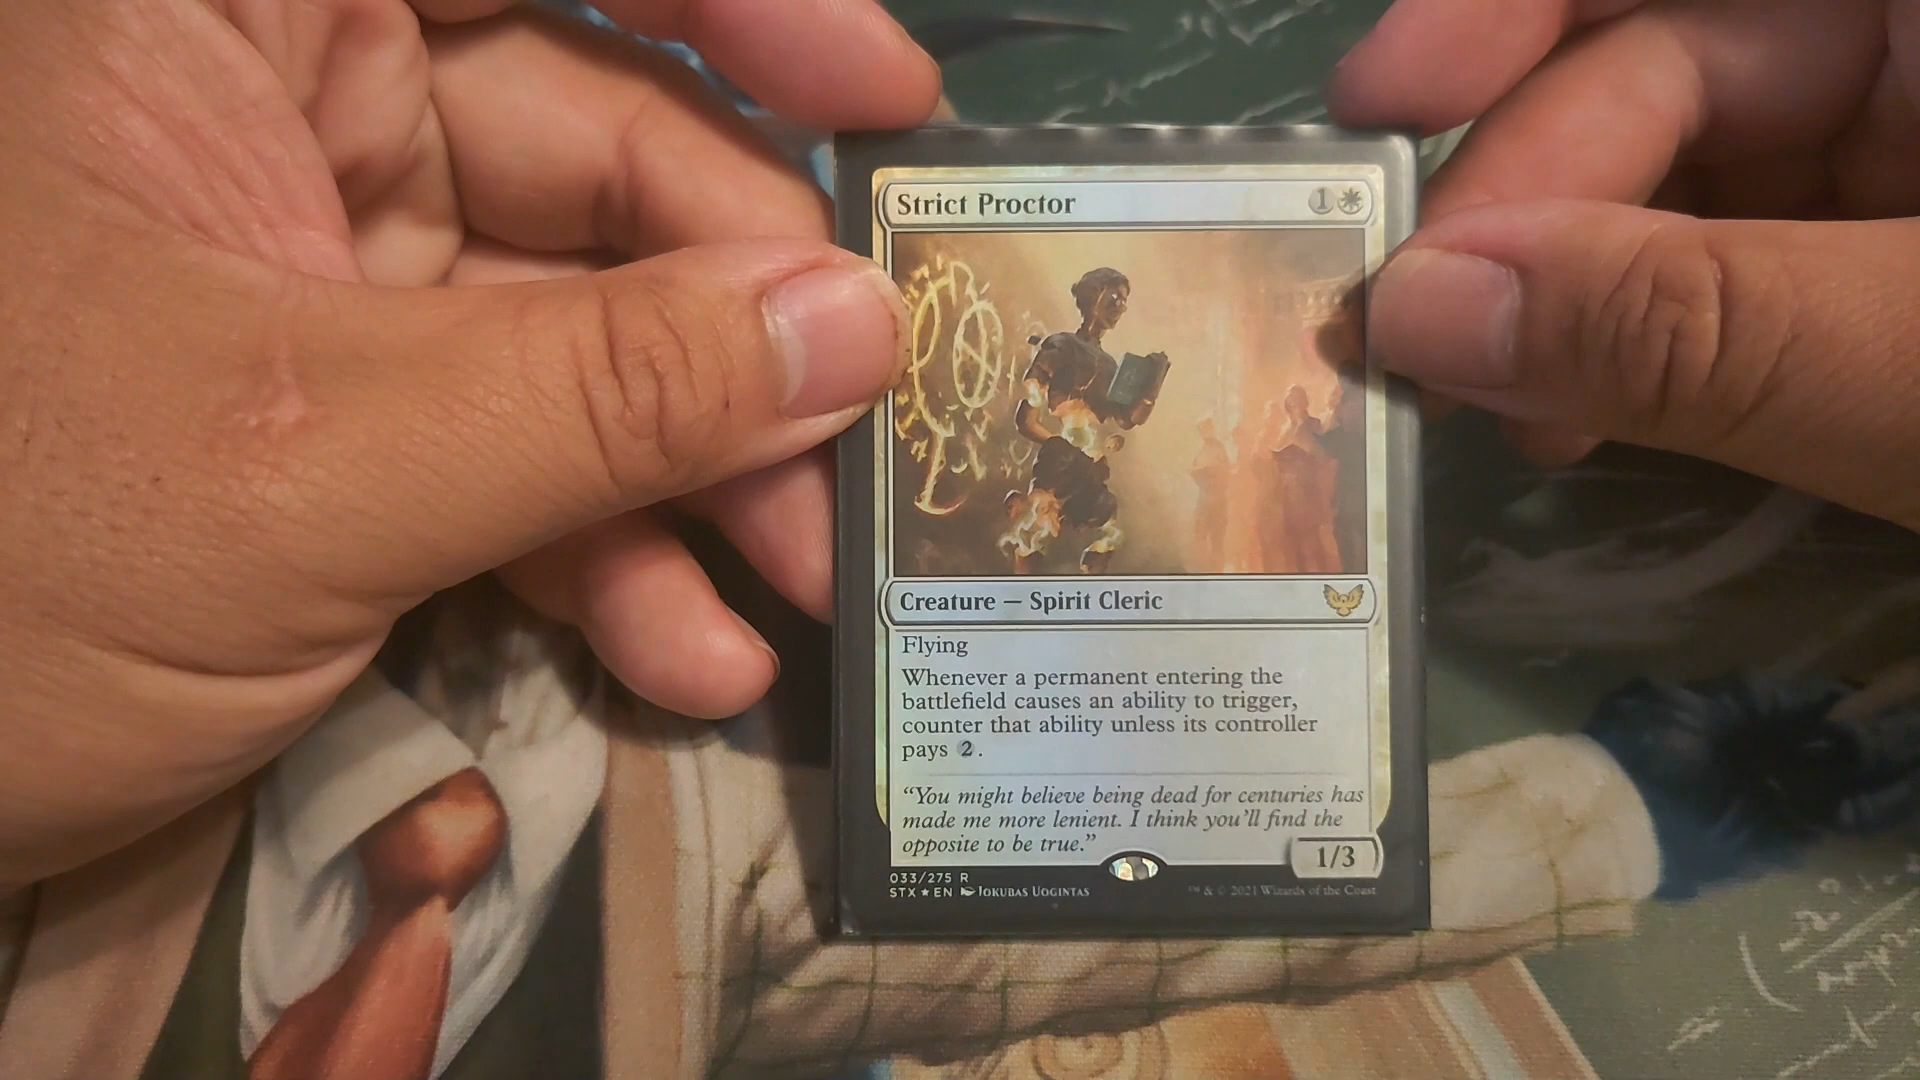 Strict Proctor 1
Creature — Spirit Cleric
Flying
Whenever a permanent entering the
battlefield causes an ability to trigger,
counter that ability unless its controller
pays 2.
“You might believe being dead for centuries has
made me more lenient. I think you’ll find the
opposite to be true.”
1/3
033/275 R
STX ★ EN Jokubas Uogintas
™ & © 2021 Wizards of the Coast